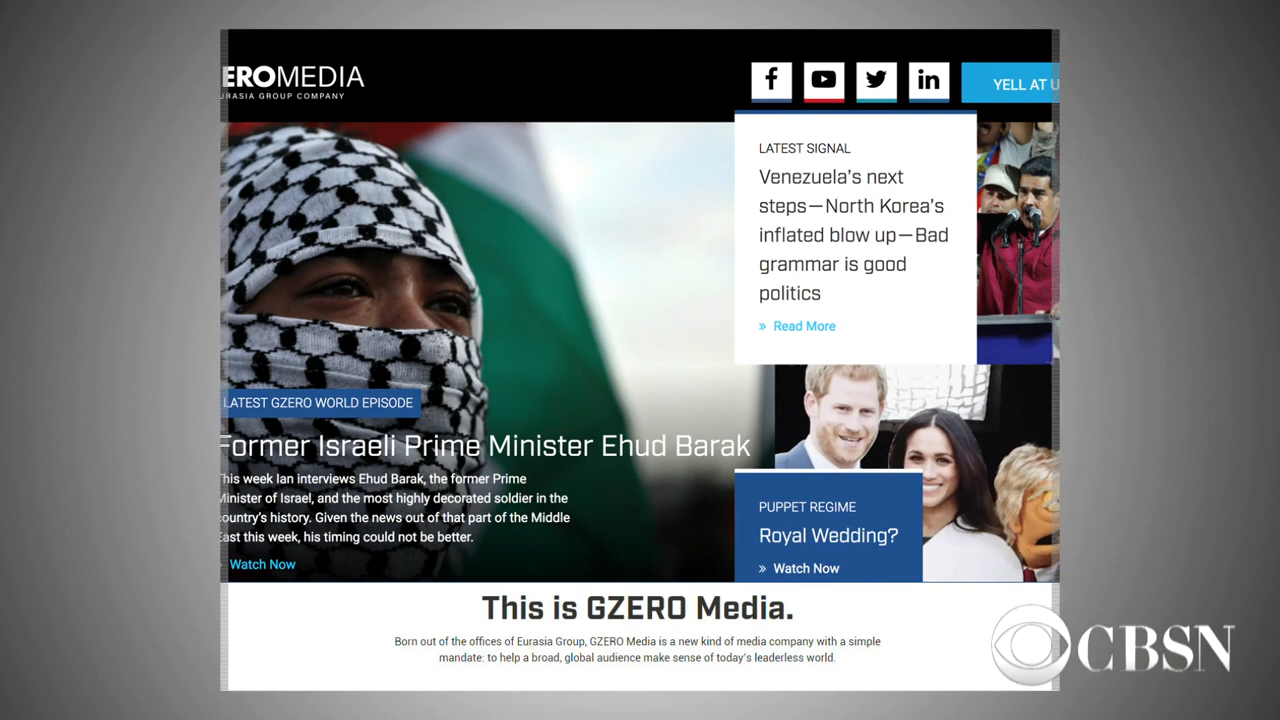 EROMEDIA
URASIA GROUP COMPANY
YELL AT U
LATEST SIGNAL
Venezuela's next
steps—North Korea's
inflated blow up—Bad
grammar is good
politics
» Read More
LATEST GZERO WORLD EPISODE
Former Israeli Prime Minister Ehud Barak
This week Ian interviews Ehud Barak, the former Prime
Minister of Israel, and the most highly decorated soldier in the
country's history. Given the news out of that part of the Middle
East this week, his timing could not be better.
Watch Now
PUPPET REGIME
Royal Wedding?
» Watch Now
This is GZERO Media.
Born out of the offices of Eurasia Group, GZERO Media is a new kind of media company with a simple
mandate: to help a broad, global audience make sense of today's leaderless world.
CBSN